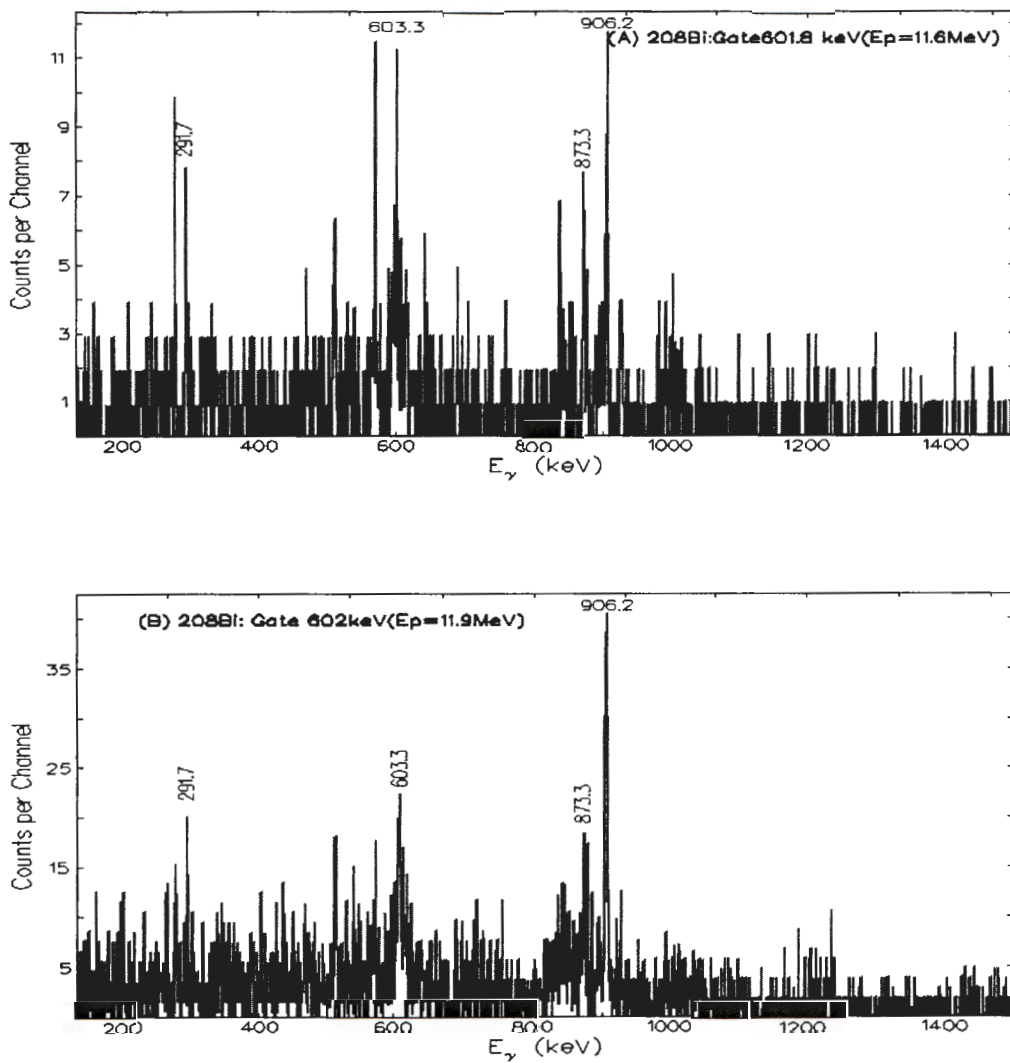 603.3
906.2
(A) 208Bi:Gate601.8 keV(Ep=11.6MeV)
11
9
291.7
873.3
7
5
3
1
Counts per Channel
200 400 600 800 1000 1200 1400
Eγ (keV)
906.2
(B) 208Bi: Gate 602keV(Ep=11.9MeV)
35
25
291.7
603.3
873.3
15
5
Counts per Channel
200 400 600 800 1000 1200 1400
Eγ (keV)